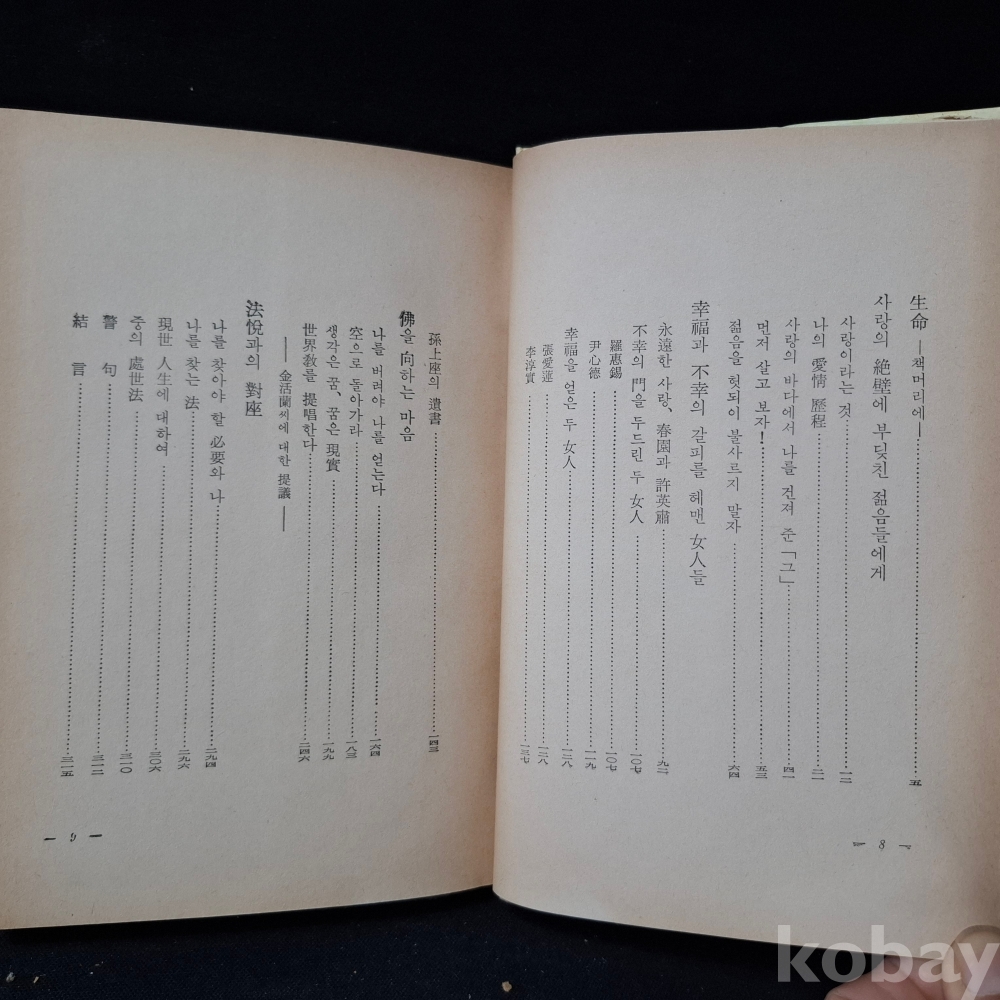 生命 ―책머리에― 五
사랑의 絶壁에 부딪친 젊음들에게
사랑이라는 것 一二
나의 愛情 歷程 二一
사랑의 바다에서 나를 건져 준 「그」 四一
먼저 살고 보자! 五三
젊음을 헛되이 불사르지 말자 六四
幸福과 不幸의 갈피를 헤맨 女人들
永遠한 사랑, 春園과 許英肅 九二
不幸의 門을 두드린 두 女人 一〇七
羅惠錫 一〇七
尹心德 一一九
幸福을 얻은 두 女人 一二八
張愛蓮 一二八
李淳實 一三七
― 8 ―
孫上座의 遺書 一四三
佛을 向하는 마음
나를 버려야 나를 얻는다 一六四
空으로 돌아가라 一八三
생각은 꿈, 꿈은 現實 一九九
世界敎를 提唱한다 二四六
―― 金活蘭씨에 대한 提議 ――
法悅과의 對座
나를 찾아야 할 必要와 나 二九四
나를 찾는 法 二九六
現世 人生에 대하여 三〇六
중의 處世法 三一〇
警句 三一二
結言 三一五
― 9 ―
kobay